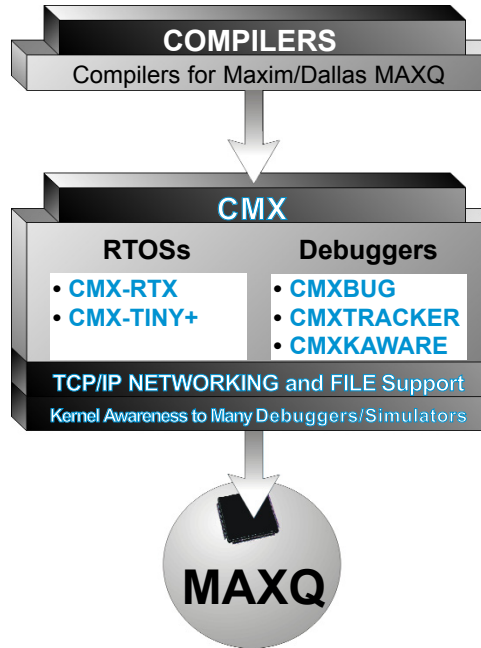 COMPILERS
Compilers for Maxim/Dallas MAXQ
CMX
RTOSs
• CMX-RTX
• CMX-TINY+
Debuggers
• CMXBUG
• CMXTRACKER
• CMXKAWARE
TCP/IP NETWORKING and FILE Support
Kernel Awareness to Many Debuggers/Simulators
MAXQ